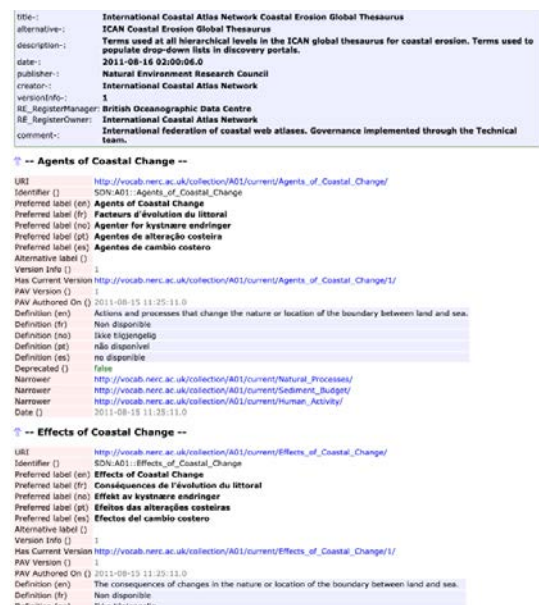 title-: International Coastal Atlas Network Coastal Erosion Global Thesaurus
alternative-: ICAN Coastal Erosion Global Thesaurus
description-: Terms used at all hierarchical levels in the ICAN global thesaurus for coastal erosion. Terms used to
populate drop-down lists in discovery portals.
date-: 2011-08-16 02:00:06.0
publisher-: Natural Environment Research Council
creator-: International Coastal Atlas Network
versionInfo-: 1
RE_RegisterManager: British Oceanographic Data Centre
RE_RegisterOwner: International Coastal Atlas Network
comment-: International federation of coastal web atlases. Governance implemented through the Technical
team.
-- Agents of Coastal Change --
URI http://vocab.nerc.ac.uk/collection/A01/current/Agents_of_Coastal_Change/
Identifier () SDN:A01::Agents_of_Coastal_Change
Preferred label (en) Agents of Coastal Change
Preferred label (fr) Facteurs d'évolution du littoral
Preferred label (no) Agenter for kystnære endringer
Preferred label (pt) Agentes de alteração costeira
Preferred label (es) Agentes de cambio costero
Alternative label ()
Version Info () 1
Has Current Version http://vocab.nerc.ac.uk/collection/A01/current/Agents_of_Coastal_Change/1/
PAV Version () 1
PAV Authored On () 2011-08-15 11:25:11.0
Definition (en) Actions and processes that change the nature or location of the boundary between land and sea.
Definition (fr) Non disponible
Definition (no) Ikke tilgjengelig
Definition (pt) não disponível
Definition (es) no disponible
Deprecated () false
Narrower http://vocab.nerc.ac.uk/collection/A01/current/Natural_Processes/
Narrower http://vocab.nerc.ac.uk/collection/A01/current/Sediment_Budget/
Narrower http://vocab.nerc.ac.uk/collection/A01/current/Human_Activity/
Date () 2011-08-15 11:25:11.0
-- Effects of Coastal Change --
URI http://vocab.nerc.ac.uk/collection/A01/current/Effects_of_Coastal_Change/
Identifier () SDN:A01::Effects_of_Coastal_Change
Preferred label (en) Effects of Coastal Change
Preferred label (fr) Conséquences de l'évolution du littoral
Preferred label (no) Effekt av kystnære endringer
Preferred label (pt) Efeitos das alterações costeiras
Preferred label (es) Efectos del cambio costero
Alternative label ()
Version Info () 1
Has Current Version http://vocab.nerc.ac.uk/collection/A01/current/Effects_of_Coastal_Change/1/
PAV Version () 1
PAV Authored On () 2011-08-15 11:25:11.0
Definition (en) The consequences of changes in the nature or location of the boundary between land and sea.
Definition (fr) Non disponible